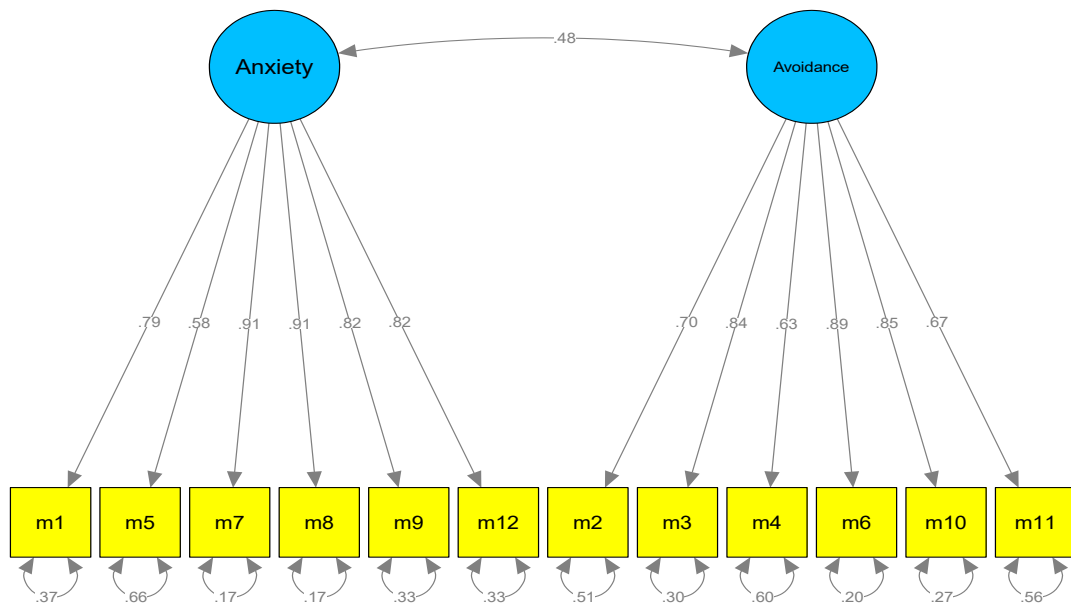 .48
Anxiety
Avoidance
.79 .58 .91 .91 .82 .82 .70 .84 .63 .89 .85 .67
m1 m5 m7 m8 m9 m12 m2 m3 m4 m6 m10 m11
.37 .66 .17 .17 .33 .33 .51 .30 .60 .20 .27 .56